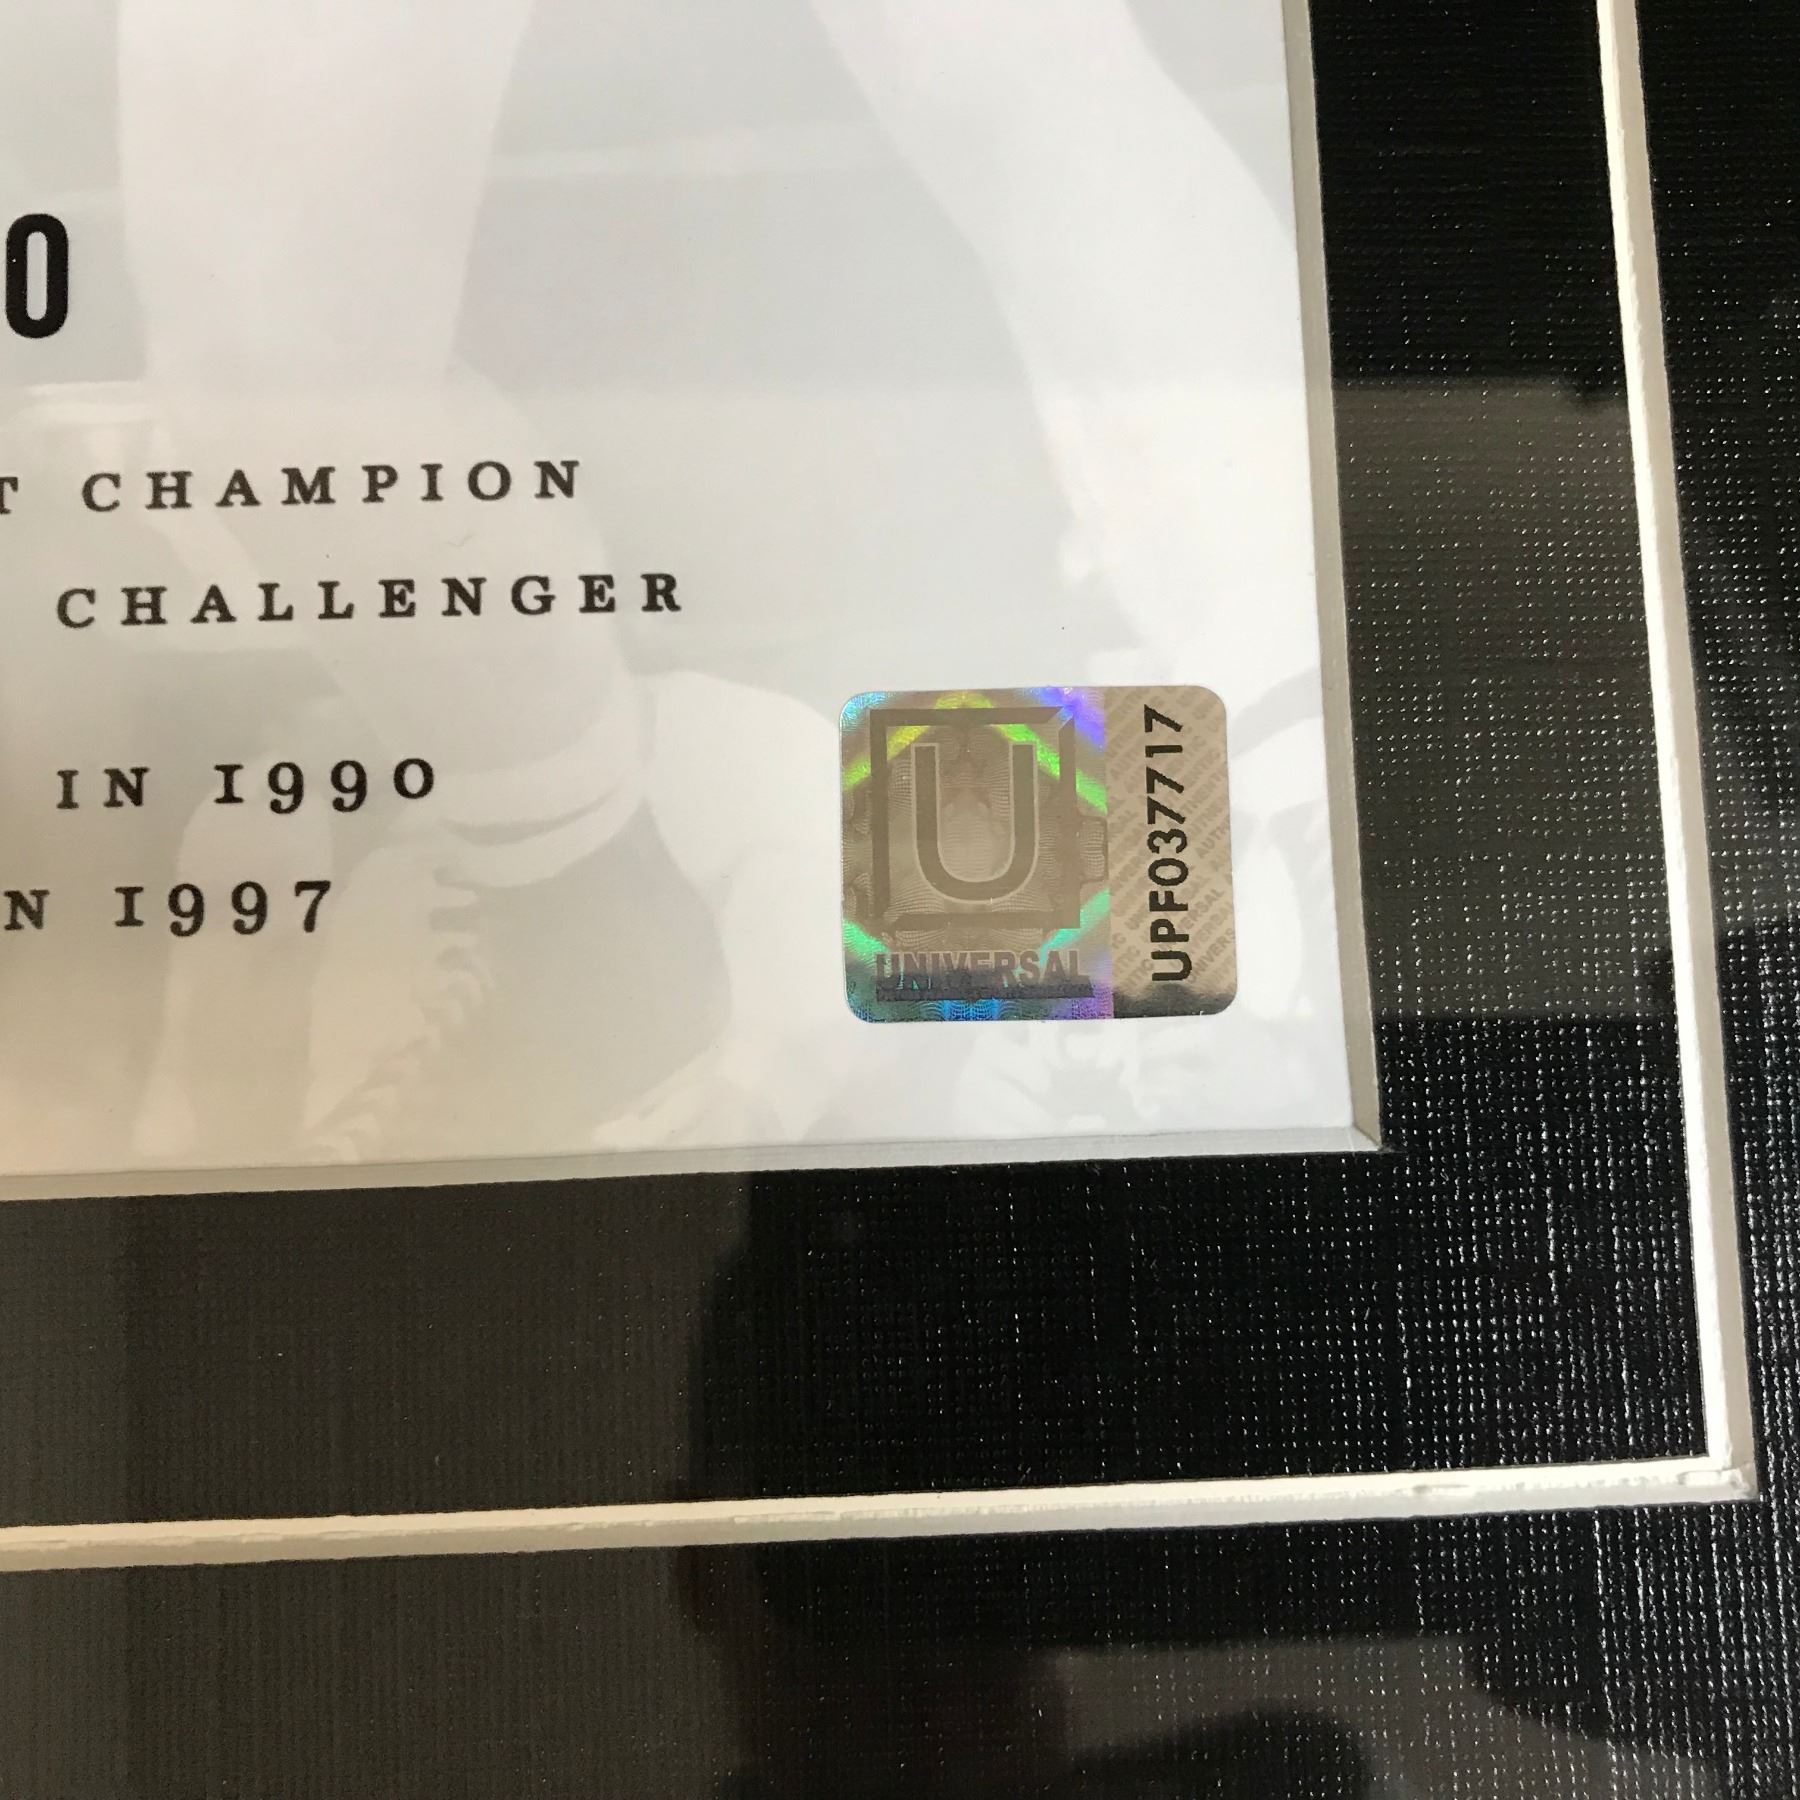 0
T CHAMPION
CHALLENGER
IN 1990
N 1997
U
UNIVERSAL
UPF037717